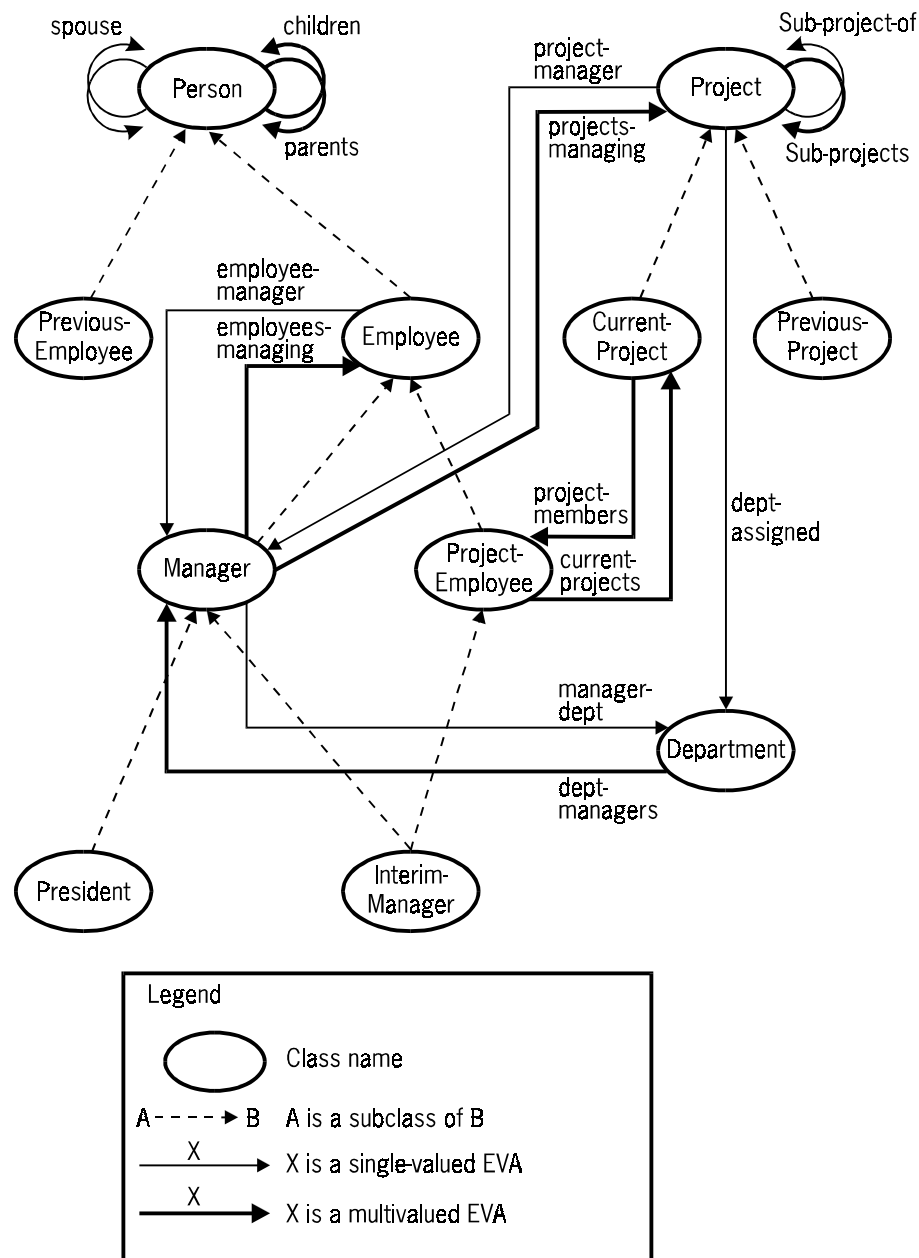 spouse
children
Person
parents
project-
manager
projects-
managing
Sub-project-of
Project
Sub-projects
employee-
manager
employees-
managing
Previous-
Employee
Employee
Current-
Project
Previous-
Project
project-
members
dept-
assigned
Manager
Project-
Employee
current-
projects
manager-
dept
Department
dept-
managers
President
Interim-
Manager
Legend
Class name
A B A is a subclass of B
X
X is a single-valued EVA
X
X is a multivalued EVA